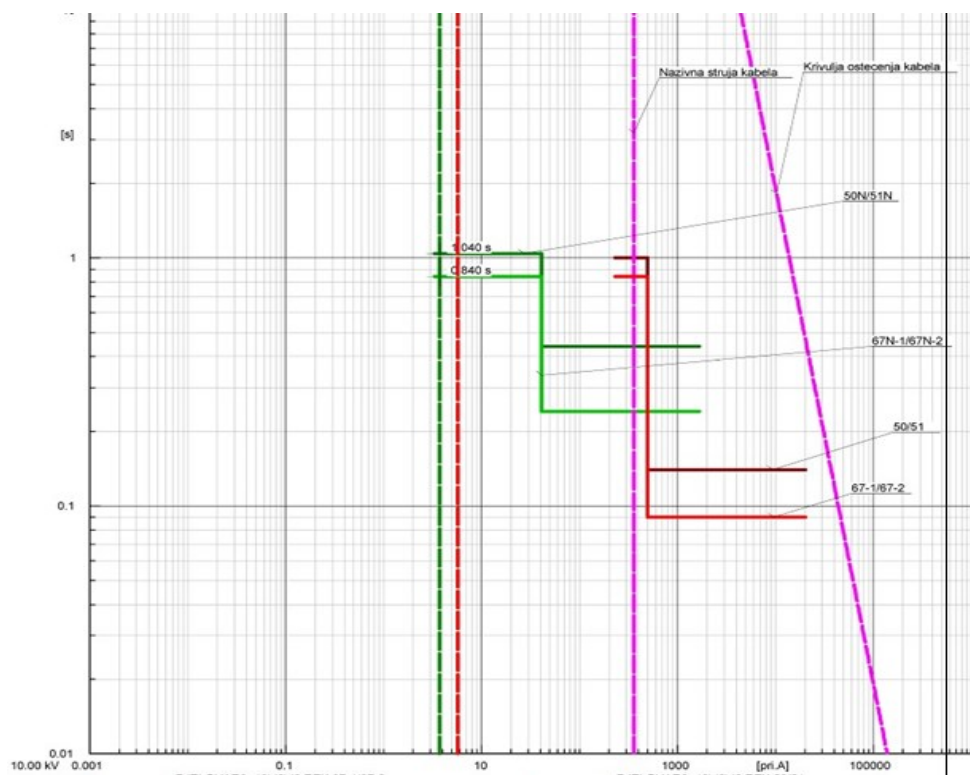 [s]
Nazivna struja kabela
Krivulja ostecenja kabela
50N/51N
1.040 s
1
0.840 s
67N-1/67N-2
50/51
67-1/67-2
0.1
0.01
10.00 kV 0.001 0.1 10 1000 [pri.A] 100000